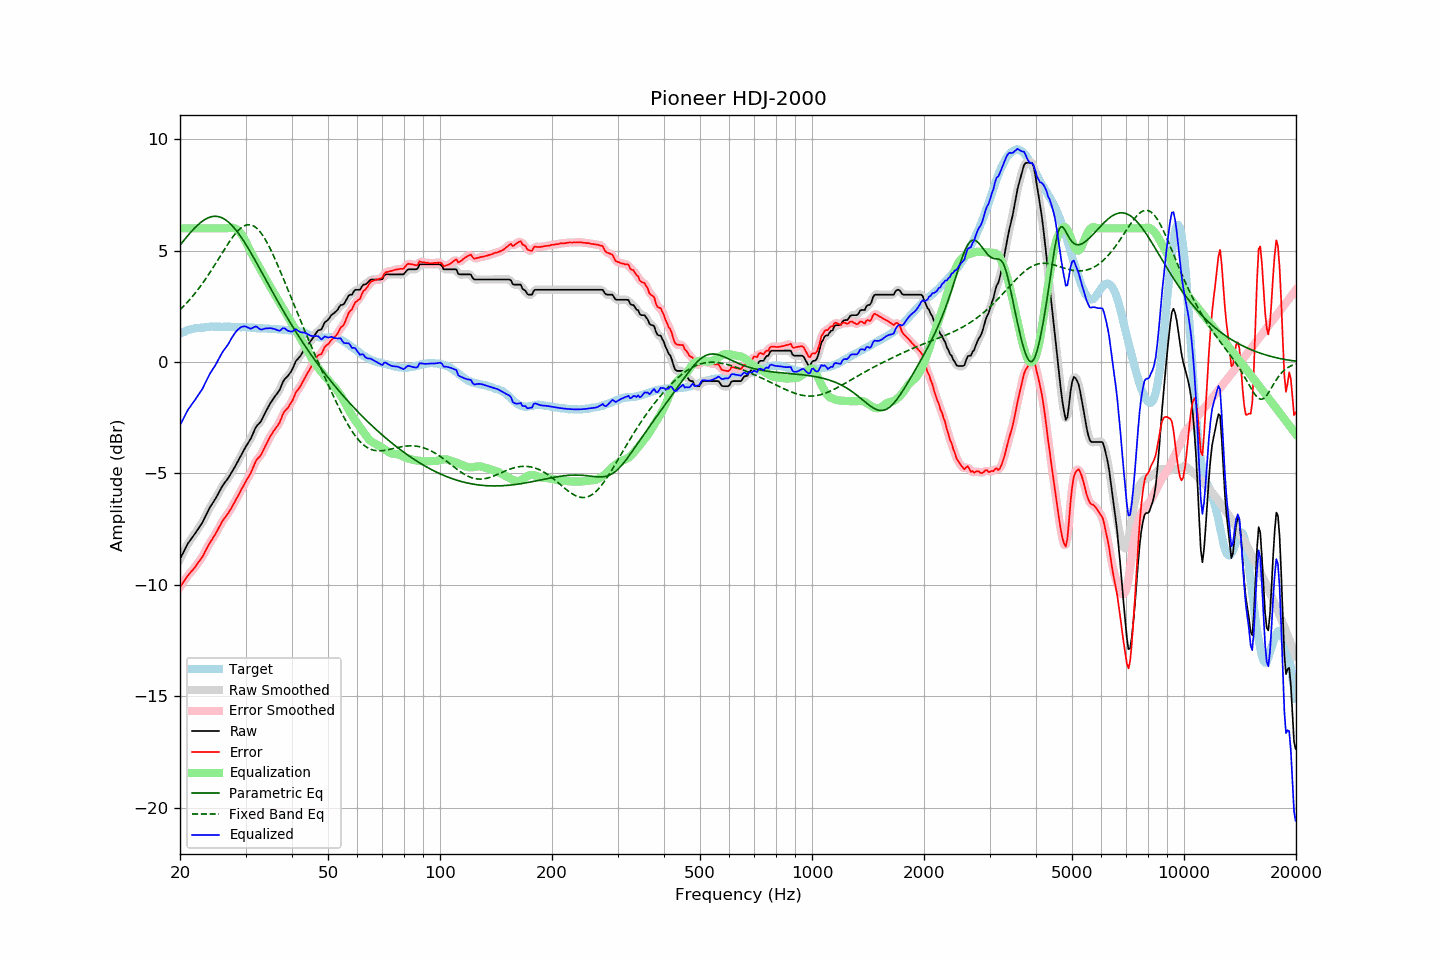 Pioneer HDJ-2000
Amplitude (dBr)
10
5
0
−5
−10
−15
−20
Target
Raw Smoothed
Error Smoothed
Raw
Error
Equalization
Parametric Eq
Fixed Band Eq
Equalized
20 50 100 200 500 1000 2000 5000 10000 20000
Frequency (Hz)